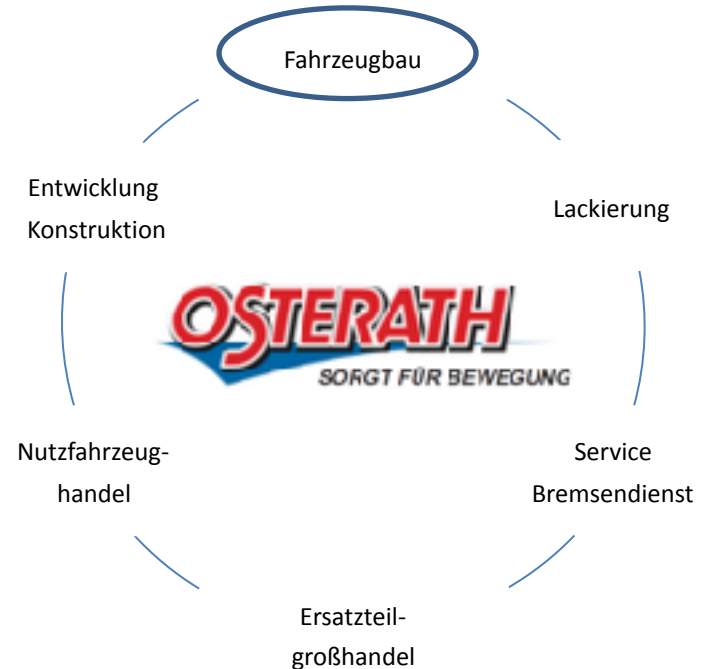 Fahrzeugbau
Entwicklung
Konstruktion
Lackierung
OSTERATH
SORGT FÜR BEWEGUNG
Nutzfahrzeug-
handel
Service
Bremsendienst
Ersatzteil-
großhandel